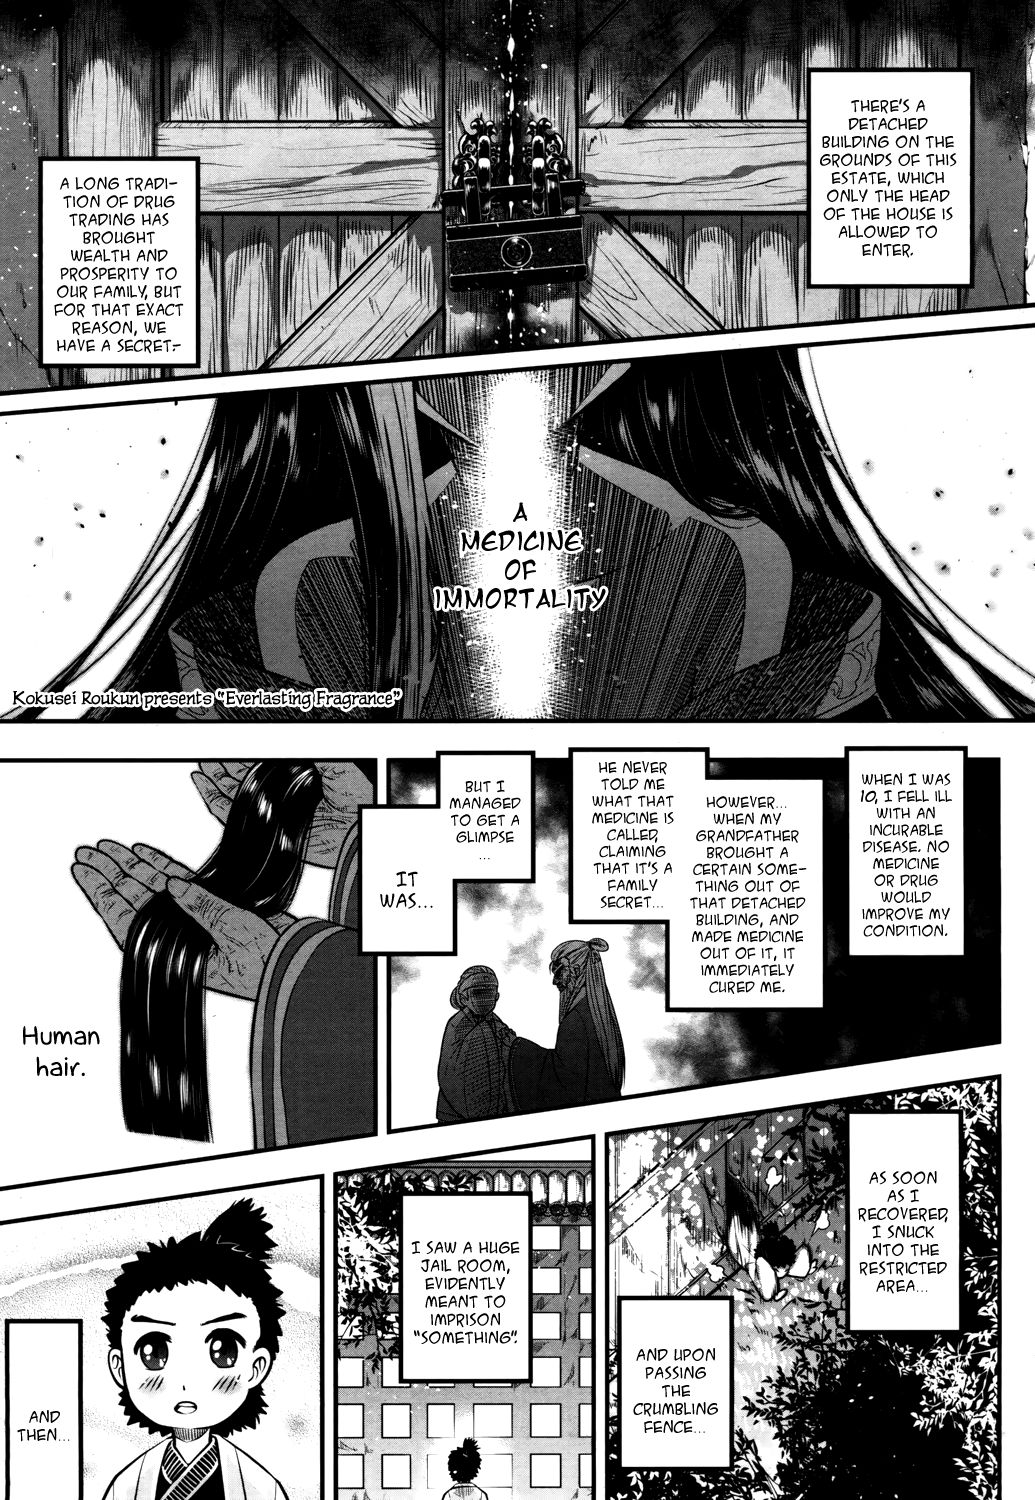 THERE'S A
DETACHED
BUILDING ON THE
GROUNDS OF THIS
ESTATE, WHICH
ONLY THE HEAD
OF THE HOUSE IS
ALLOWED TO
ENTER.
A LONG TRADI-
TION OF DRUG
TRADING HAS
BROUGHT
WEALTH AND
PROSPERITY TO
OUR FAMILY, BUT
FOR THAT EXACT
REASON, WE
HAVE A SECRET.-
A
MEDICINE
OF
IMMORTALITY
Kokusei Roukun presents "Everlasting Fragrance"
WHEN I WAS
10, I FELL ILL
WITH AN
INCURABLE
DISEASE. NO
MEDICINE
OR DRUG
WOULD
IMPROVE MY
CONDITION.
HOWEVER...
WHEN MY
GRANDFATHER
BROUGHT A
CERTAIN SOME-
THING OUT OF
THAT DETACHED
BUILDING, AND
MADE MEDICINE
OUT OF IT, IT
IMMEDIATELY
CURED ME.
HE NEVER
TOLD ME
WHAT THAT
MEDICINE IS
CALLED,
CLAIMING
THAT IT'S A
FAMILY
SECRET...
BUT I
MANAGED
TO GET A
GLIMPSE
...
IT
WAS...
Human
hair.
AS SOON
AS I
RECOVERED,
I SNUCK
INTO THE
RESTRICTED
AREA...
AND UPON
PASSING
THE
CRUMBLING
FENCE...
I SAW A HUGE
JAIL ROOM,
EVIDENTLY
MEANT TO
IMPRISON
"SOMETHING".
AND
THEN...